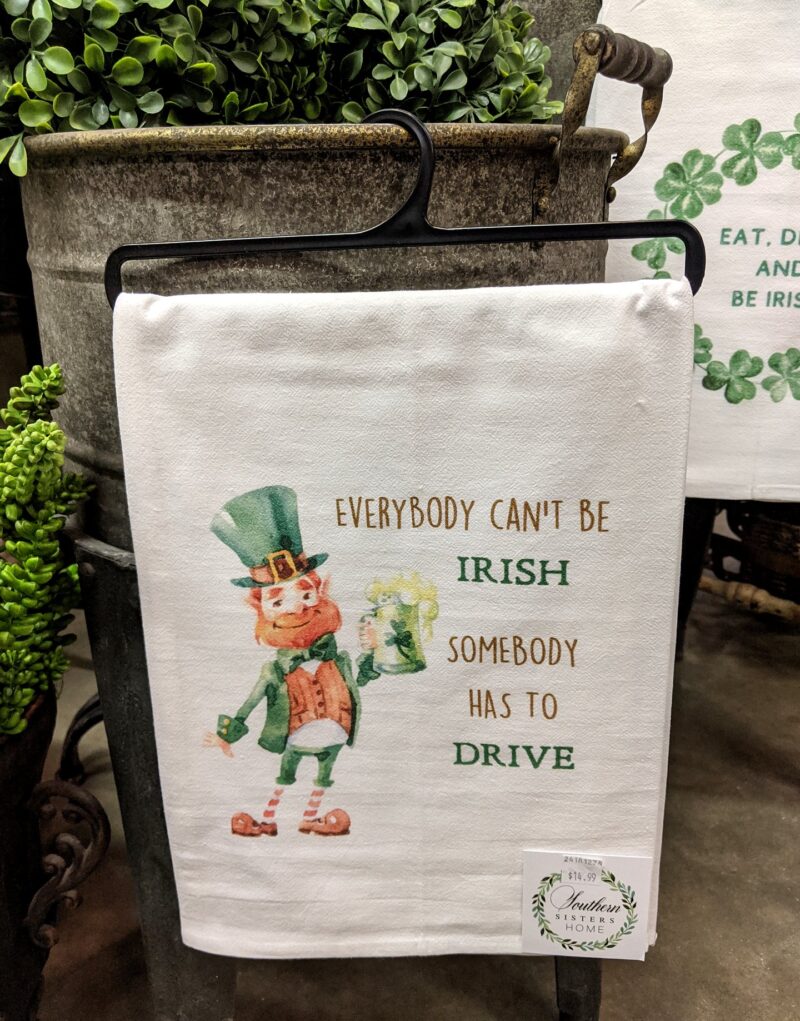 EVERYBODY CAN'T BE
IRISH
SOMEBODY
HAS TO
DRIVE
EAT, D
AND
BE IRIS
$14.99
Southern
SISTERS
HOME